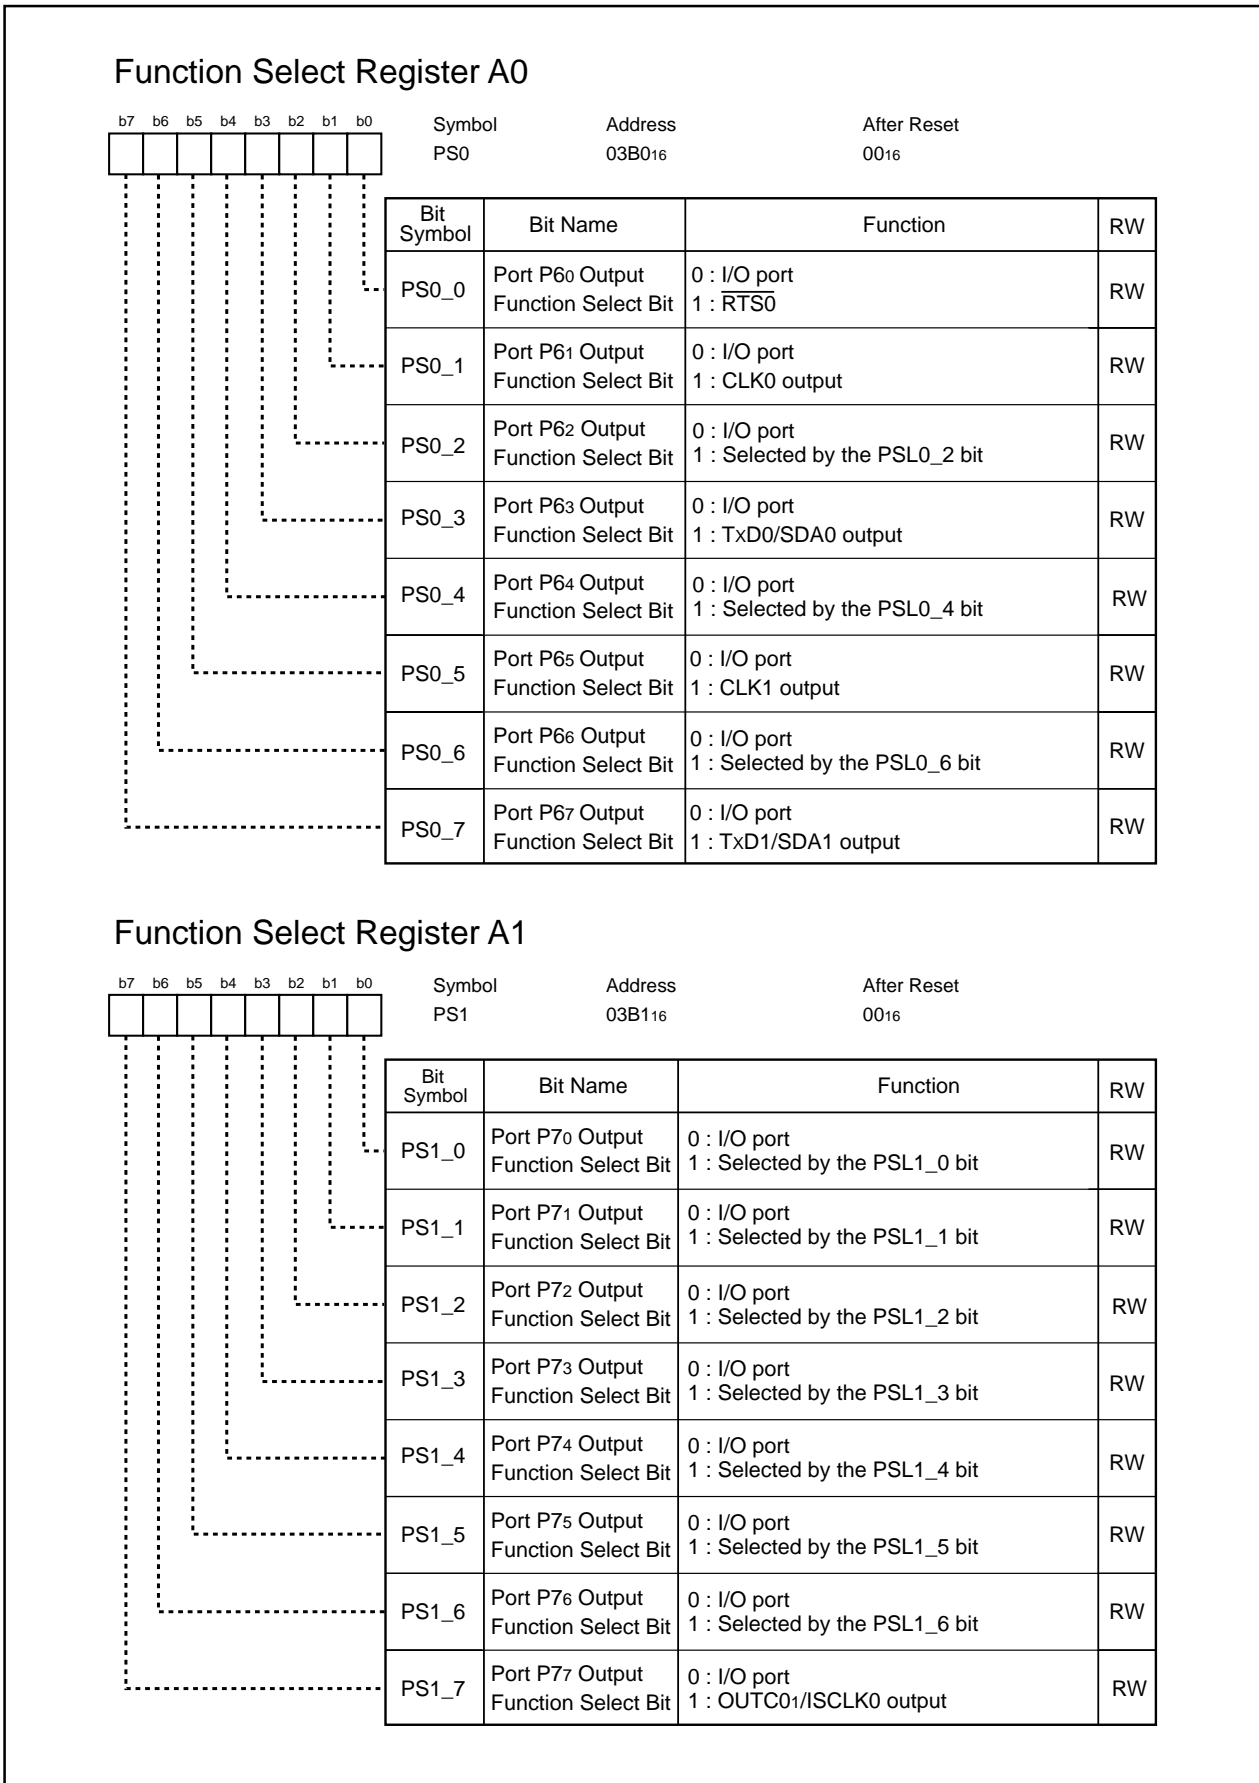 Function Select Register A0
b7 b6 b5 b4 b3 b2 b1 b0
Symbol Address After Reset
PS0 03B016 0016
Bit Symbol Bit Name Function RW
PS0_0 Port P60 Output Function Select Bit 0 : I/O port 1 : RTS0 RW
PS0_1 Port P61 Output Function Select Bit 0 : I/O port 1 : CLK0 output RW
PS0_2 Port P62 Output Function Select Bit 0 : I/O port 1 : Selected by the PSL0_2 bit RW
PS0_3 Port P63 Output Function Select Bit 0 : I/O port 1 : TxD0/SDA0 output RW
PS0_4 Port P64 Output Function Select Bit 0 : I/O port 1 : Selected by the PSL0_4 bit RW
PS0_5 Port P65 Output Function Select Bit 0 : I/O port 1 : CLK1 output RW
PS0_6 Port P66 Output Function Select Bit 0 : I/O port 1 : Selected by the PSL0_6 bit RW
PS0_7 Port P67 Output Function Select Bit 0 : I/O port 1 : TxD1/SDA1 output RW
Function Select Register A1
b7 b6 b5 b4 b3 b2 b1 b0
Symbol Address After Reset
PS1 03B116 0016
Bit Symbol Bit Name Function RW
PS1_0 Port P70 Output Function Select Bit 0 : I/O port 1 : Selected by the PSL1_0 bit RW
PS1_1 Port P71 Output Function Select Bit 0 : I/O port 1 : Selected by the PSL1_1 bit RW
PS1_2 Port P72 Output Function Select Bit 0 : I/O port 1 : Selected by the PSL1_2 bit RW
PS1_3 Port P73 Output Function Select Bit 0 : I/O port 1 : Selected by the PSL1_3 bit RW
PS1_4 Port P74 Output Function Select Bit 0 : I/O port 1 : Selected by the PSL1_4 bit RW
PS1_5 Port P75 Output Function Select Bit 0 : I/O port 1 : Selected by the PSL1_5 bit RW
PS1_6 Port P76 Output Function Select Bit 0 : I/O port 1 : Selected by the PSL1_6 bit RW
PS1_7 Port P77 Output Function Select Bit 0 : I/O port 1 : OUTC01/ISCLK0 output RW